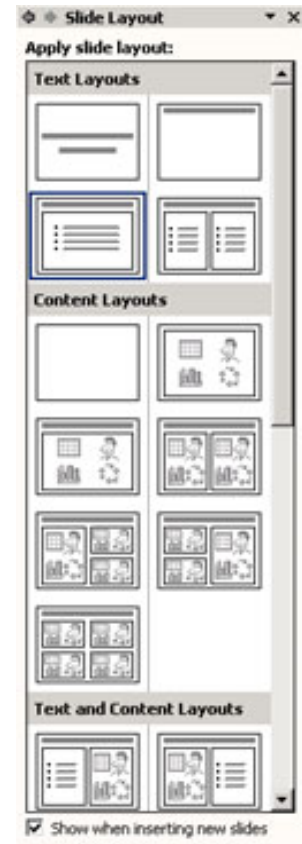 Slide Layout
Apply slide layout:
Text Layouts
Content Layouts
Text and Content Layouts
Show when inserting new slides